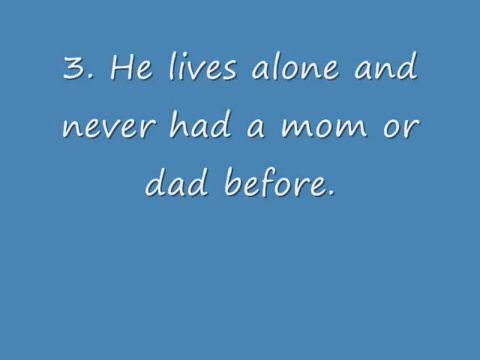 3. He lives alone and
never had a mom or
dad before.